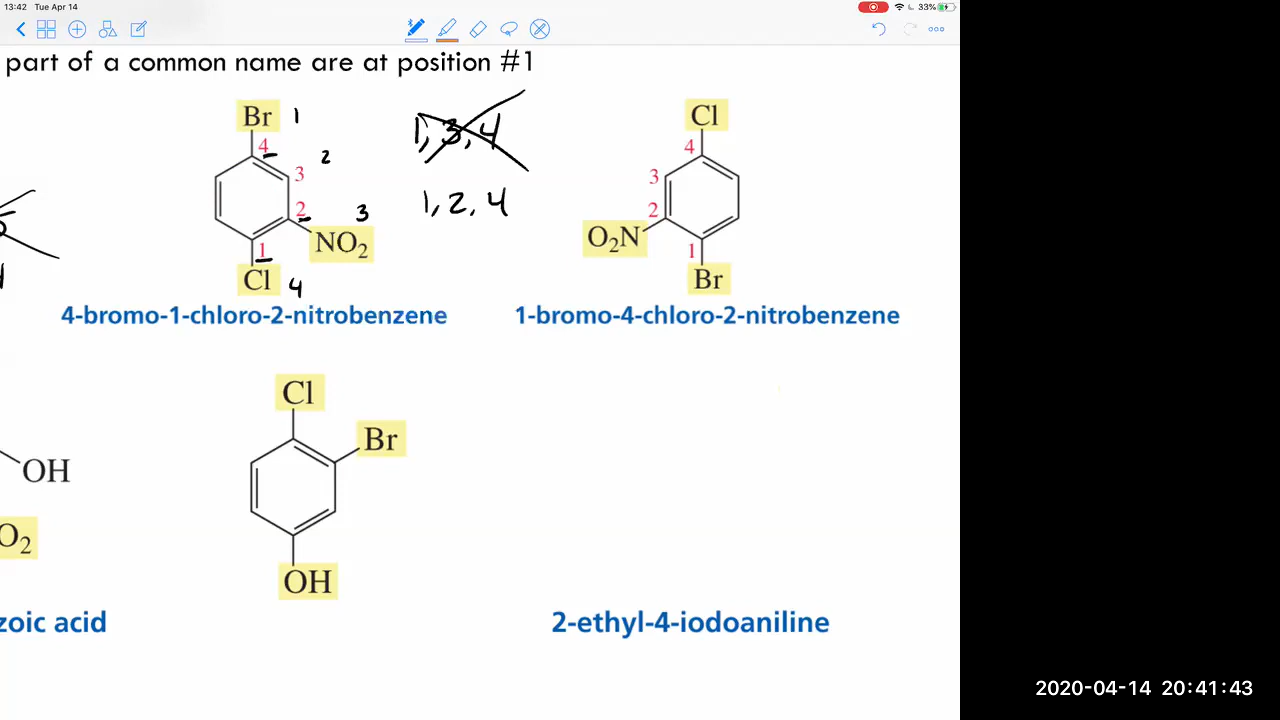 13:42 Tue Apr 14 33%
part of a common name are at position #1
Br 1
4
2
3
2 3
NO₂
1
Cl 4
4-bromo-1-chloro-2-nitrobenzene
1, 3, 4
1, 2, 4
Cl
4
3
2
O₂N
1
Br
1-bromo-4-chloro-2-nitrobenzene
OH
O₂
zoic acid
Cl
Br
OH
2-ethyl-4-iodoaniline
2020-04-14 20:41:43